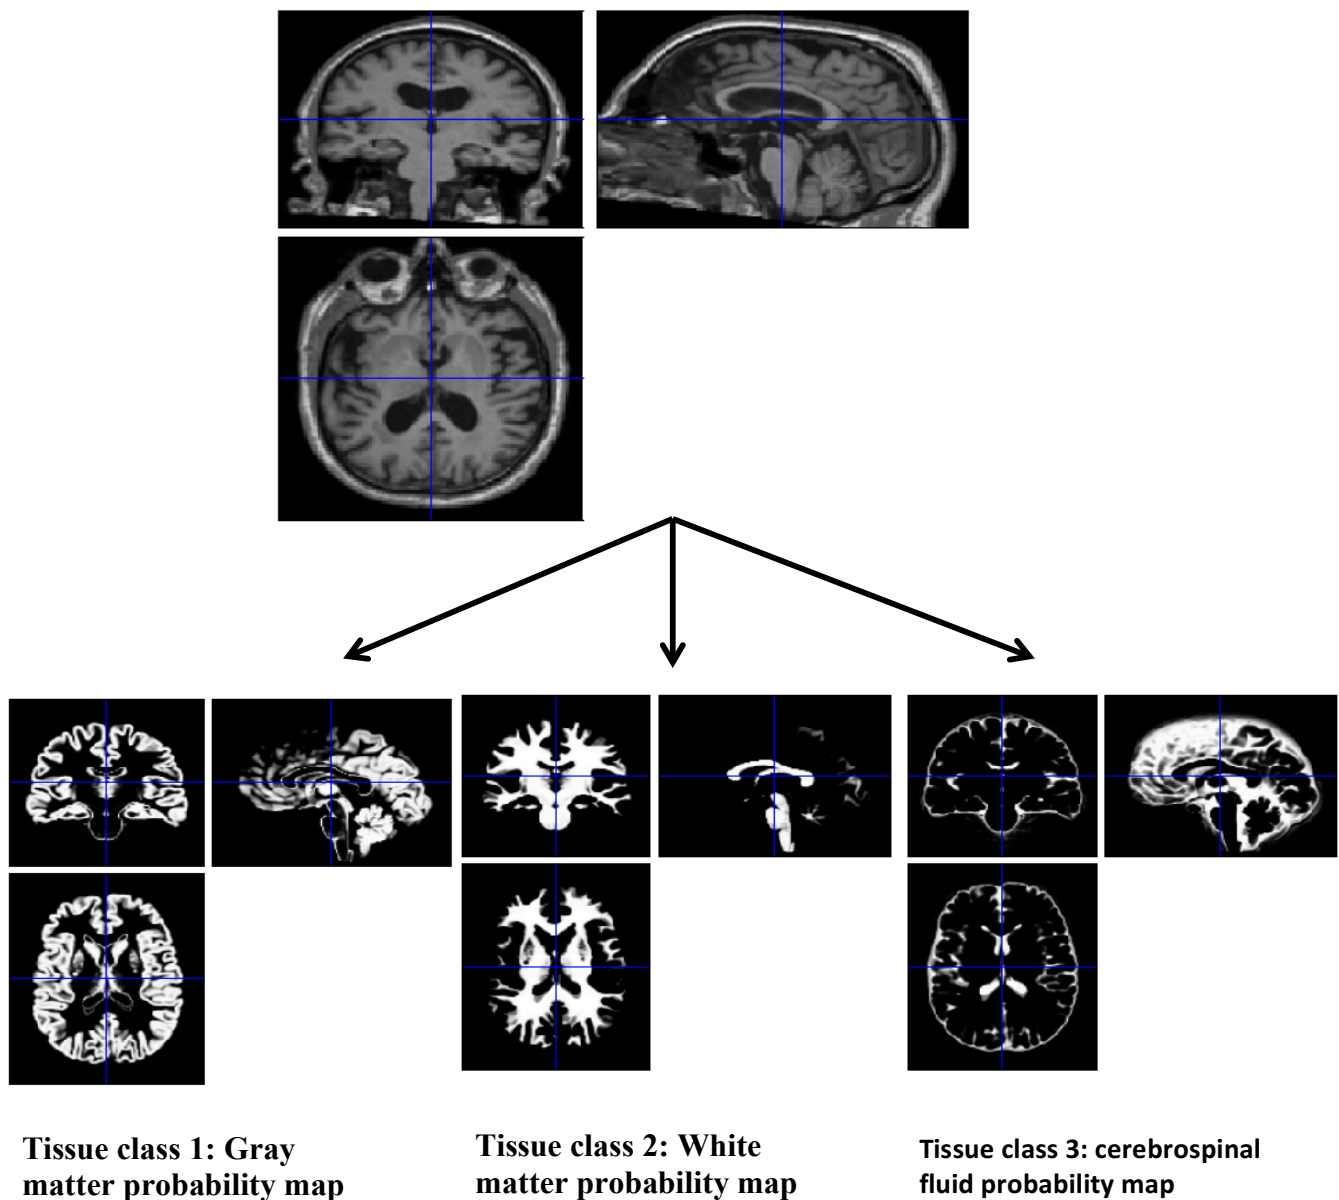 Tissue class 1: Gray
matter probability map
Tissue class 2: White
matter probability map
Tissue class 3: cerebrospinal
fluid probability map